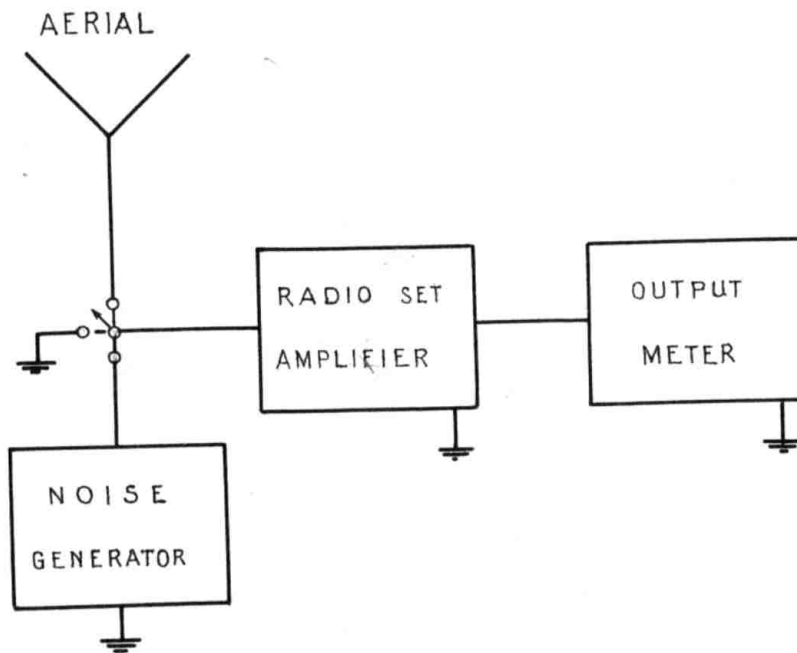 AERIAL
RADIO SET
AMPLIFIER
OUTPUT
METER
NOISE
GENERATOR